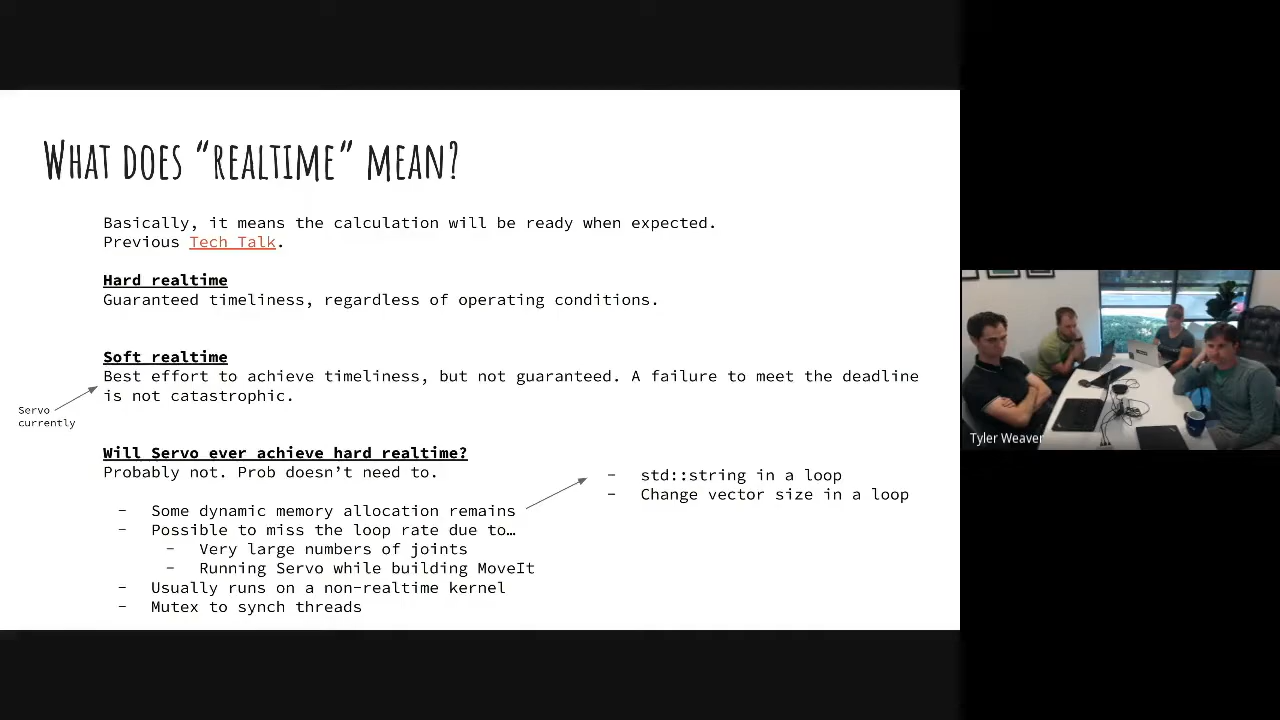 What does “realtime” mean?
Basically, it means the calculation will be ready when expected.
Previous Tech Talk.
Hard realtime
Guaranteed timeliness, regardless of operating conditions.
Soft realtime
Best effort to achieve timeliness, but not guaranteed. A failure to meet the deadline
is not catastrophic.
Servo
currently
Will Servo ever achieve hard realtime?
Probably not. Prob doesn’t need to.
- Some dynamic memory allocation remains
- std::string in a loop
- Change vector size in a loop
- Possible to miss the loop rate due to…
- Very large numbers of joints
- Running Servo while building MoveIt
- Usually runs on a non-realtime kernel
- Mutex to synch threads
Tyler Weaver